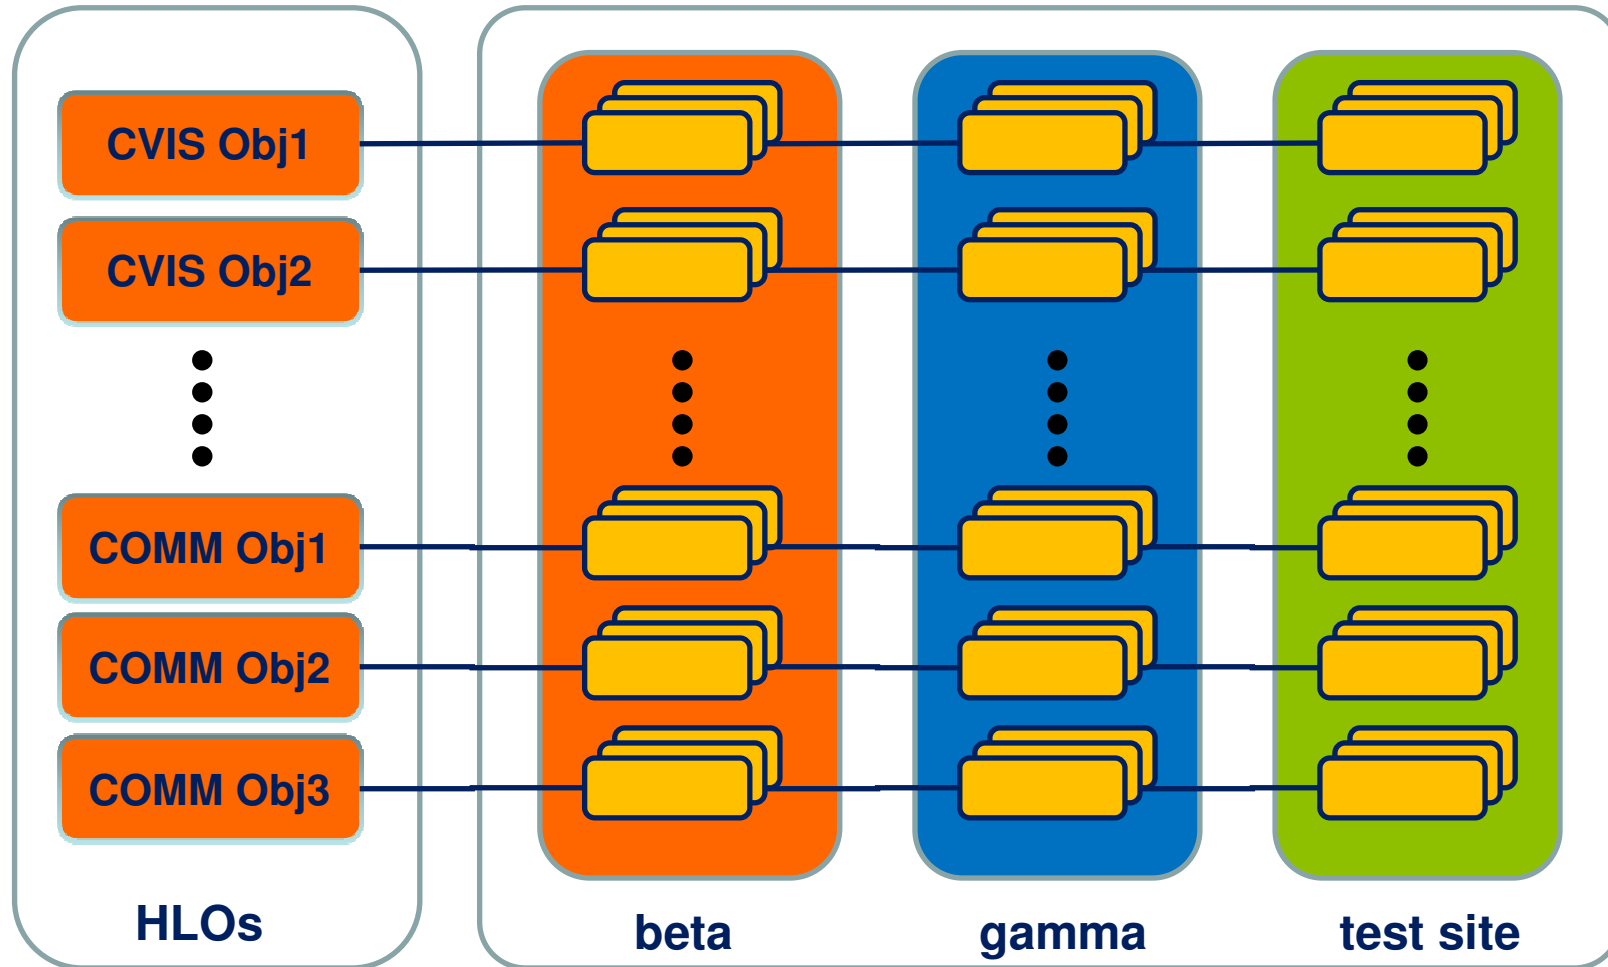 CVIS Obj1
CVIS Obj2
COMM Obj1
COMM Obj2
COMM Obj3
HLOs
beta
gamma
test site